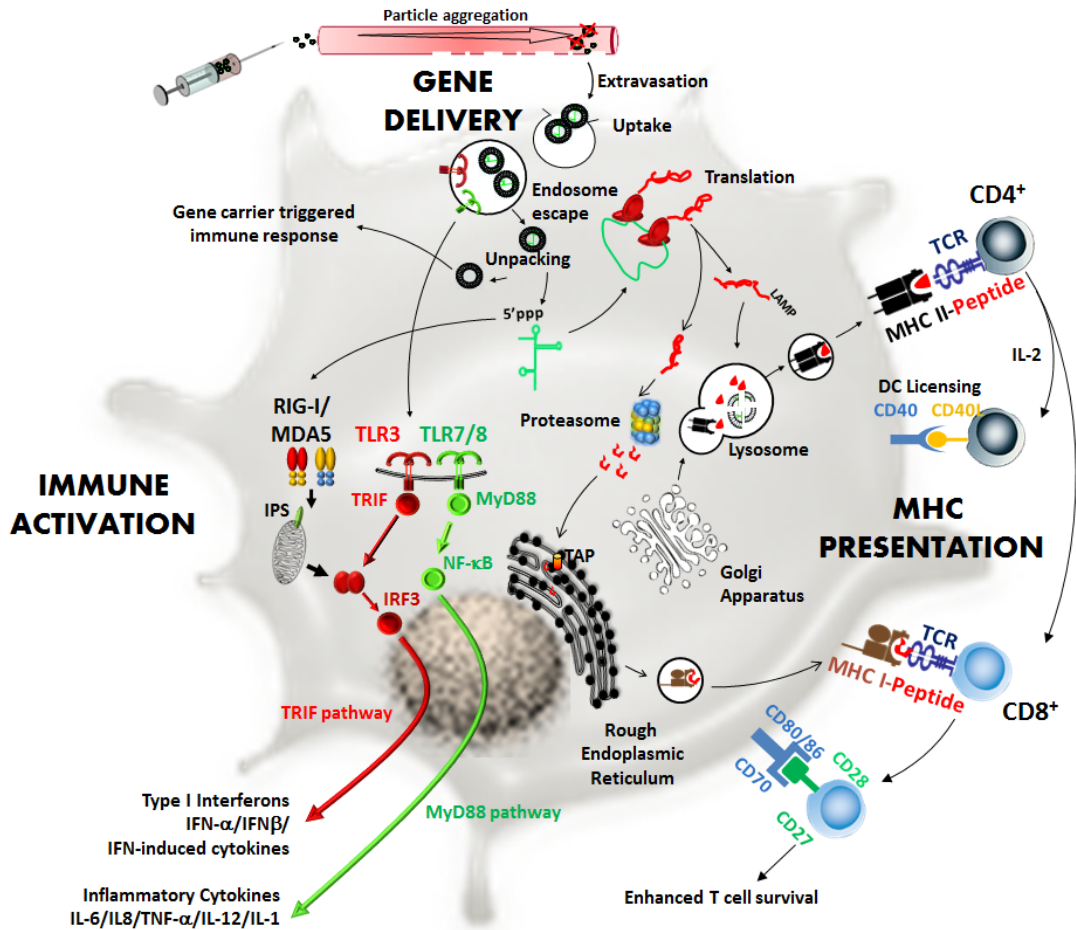 Particle aggregation
GENE
DELIVERY
Extravasation
Uptake
Endosome
escape
Translation
Gene carrier triggered
immune response
Unpacking
5'ppp
LAMP
CD4+
TCR
MHC II-Peptide
IL-2
DC Licensing
CD40 CD40L
RIG-I/
MDA5
TLR3
TLR7/8
Proteasome
Lysosome
IMMUNE
ACTIVATION
TRIF
MyD88
IPS
MHC
PRESENTATION
NF-κB
TAP
Golgi
Apparatus
IRF3
TCR
MHC I-Peptide
CD8+
TRIF pathway
Rough
Endoplasmic
Reticulum
CD80/86
CD70
CD28
CD27
Type I Interferons
IFN-α/IFNβ/
IFN-induced cytokines
MyD88 pathway
Inflammatory Cytokines
IL-6/IL8/TNF-α/IL-12/IL-1
Enhanced T cell survival